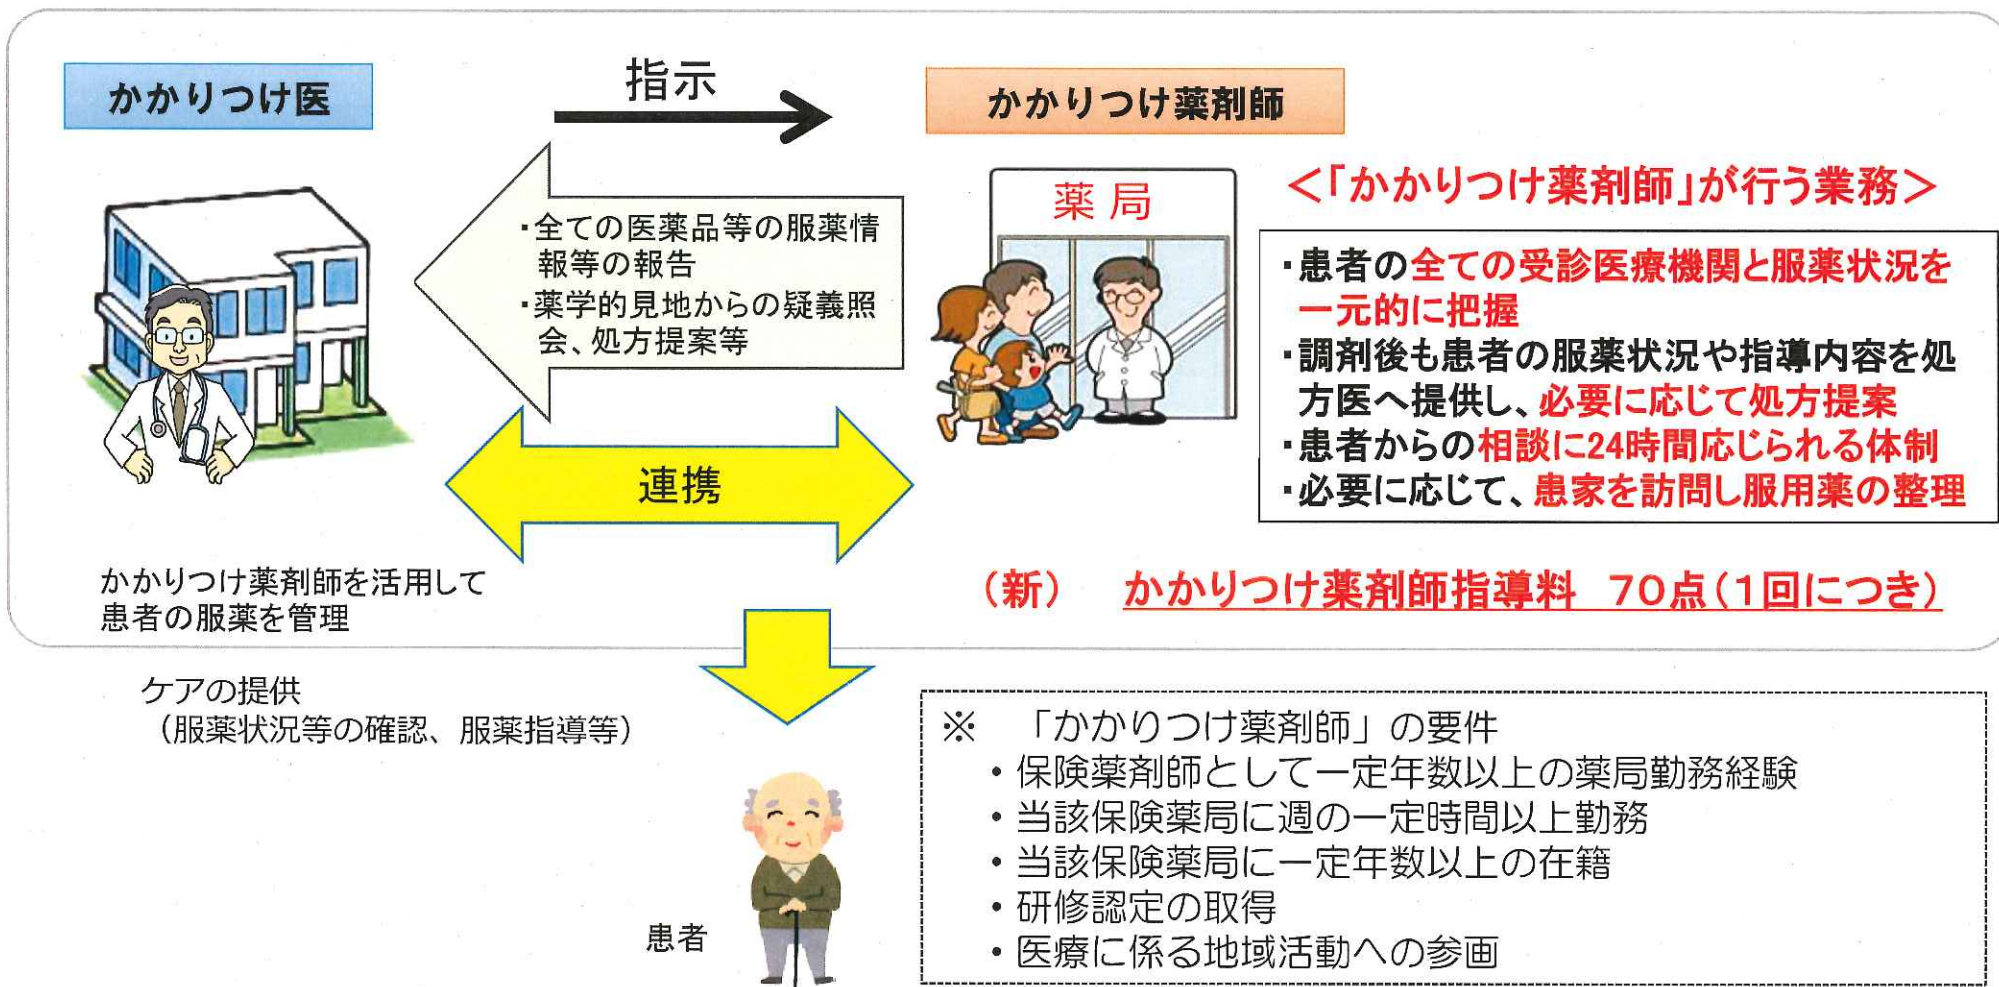 かかりつけ医
指示
かかりつけ薬剤師
・全ての医薬品等の服薬情
報等の報告
・薬学的見地からの疑義照
会、処方提案等
薬局
＜「かかりつけ薬剤師」が行う業務＞
・患者の全ての受診医療機関と服薬状況を
一元的に把握
・調剤後も患者の服薬状況や指導内容を処
方医へ提供し、必要に応じて処方提案
・患者からの相談に24時間応じられる体制
・必要に応じて、患家を訪問し服用薬の整理
連携
かかりつけ薬剤師を活用して
患者の服薬を管理
（新）　かかりつけ薬剤師指導料　７０点（１回につき）
ケアの提供
（服薬状況等の確認、服薬指導等）
患者
※　「かかりつけ薬剤師」の要件
・保険薬剤師として一定年数以上の薬局勤務経験
・当該保険薬局に週の一定時間以上勤務
・当該保険薬局に一定年数以上の在籍
・研修認定の取得
・医療に係る地域活動への参画